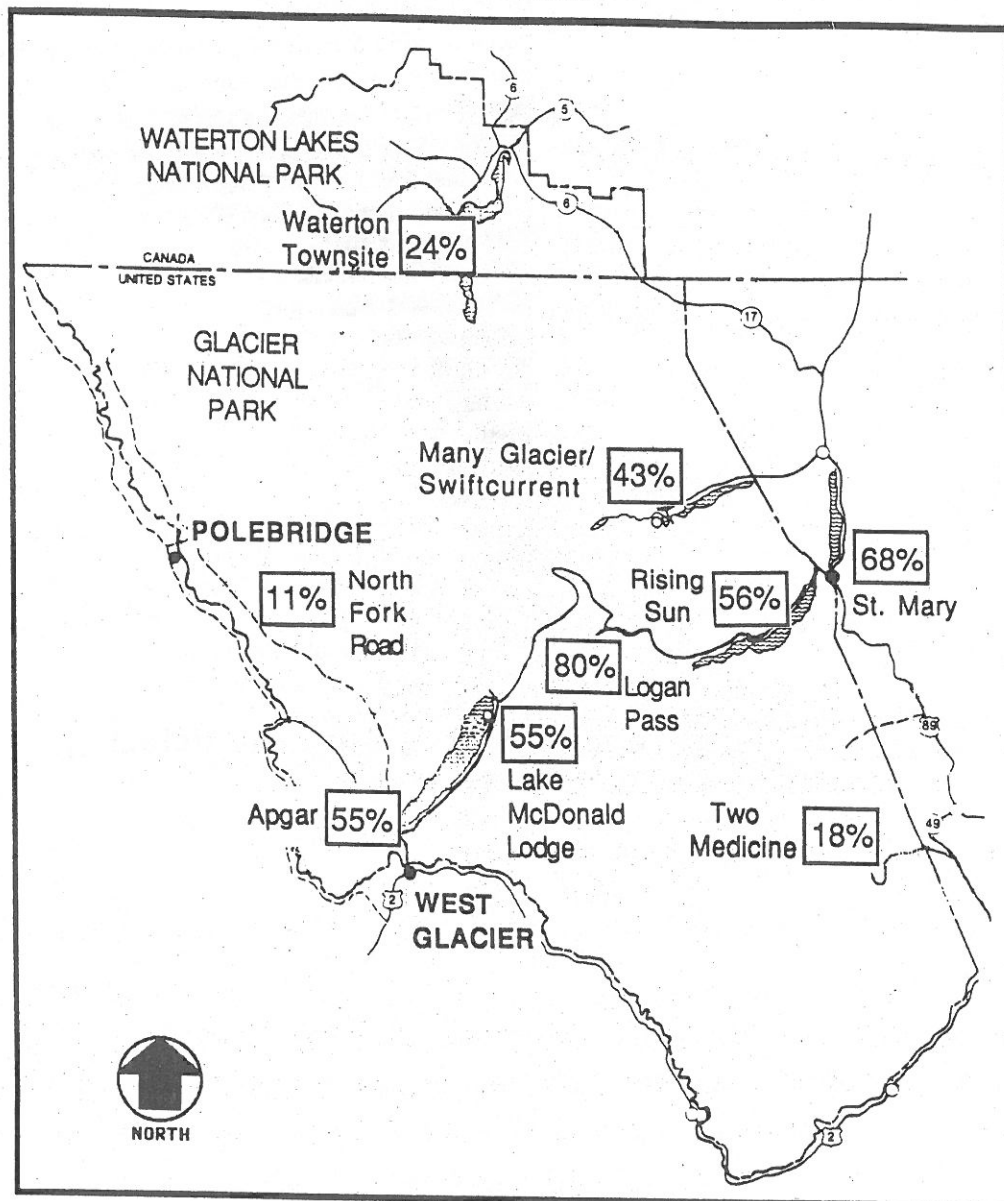 6
5
WATERTON LAKES
NATIONAL PARK
6
Waterton
Townsite
24%
CANADA
UNITED STATES
17
GLACIER
NATIONAL
PARK
Many Glacier/
Swiftcurrent
43%
POLEBRIDGE
11%
North
Fork
Road
Rising
Sun
56%
68%
St. Mary
80%
Logan
Pass
89
55%
Lake
McDonald
Lodge
Apgar
55%
Two
Medicine
18%
49
2
WEST
GLACIER
NORTH
2